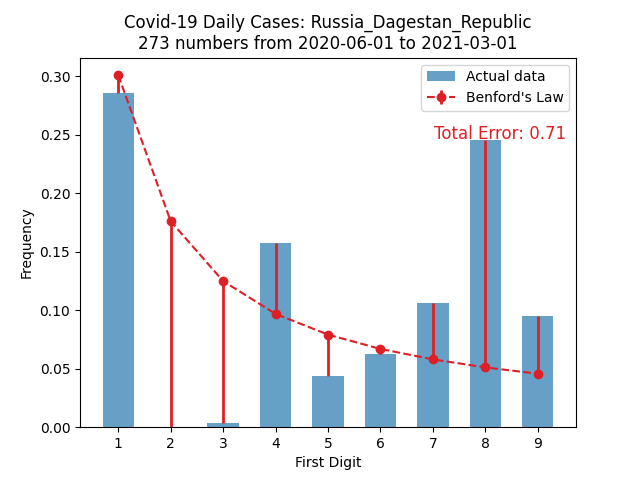 Covid-19 Daily Cases: Russia_Dagestan_Republic
273 numbers from 2020-06-01 to 2021-03-01
Actual data
Benford's Law
Total Error: 0.71
Frequency
0.30
0.25
0.20
0.15
0.10
0.05
0.00
1 2 3 4 5 6 7 8 9
First Digit